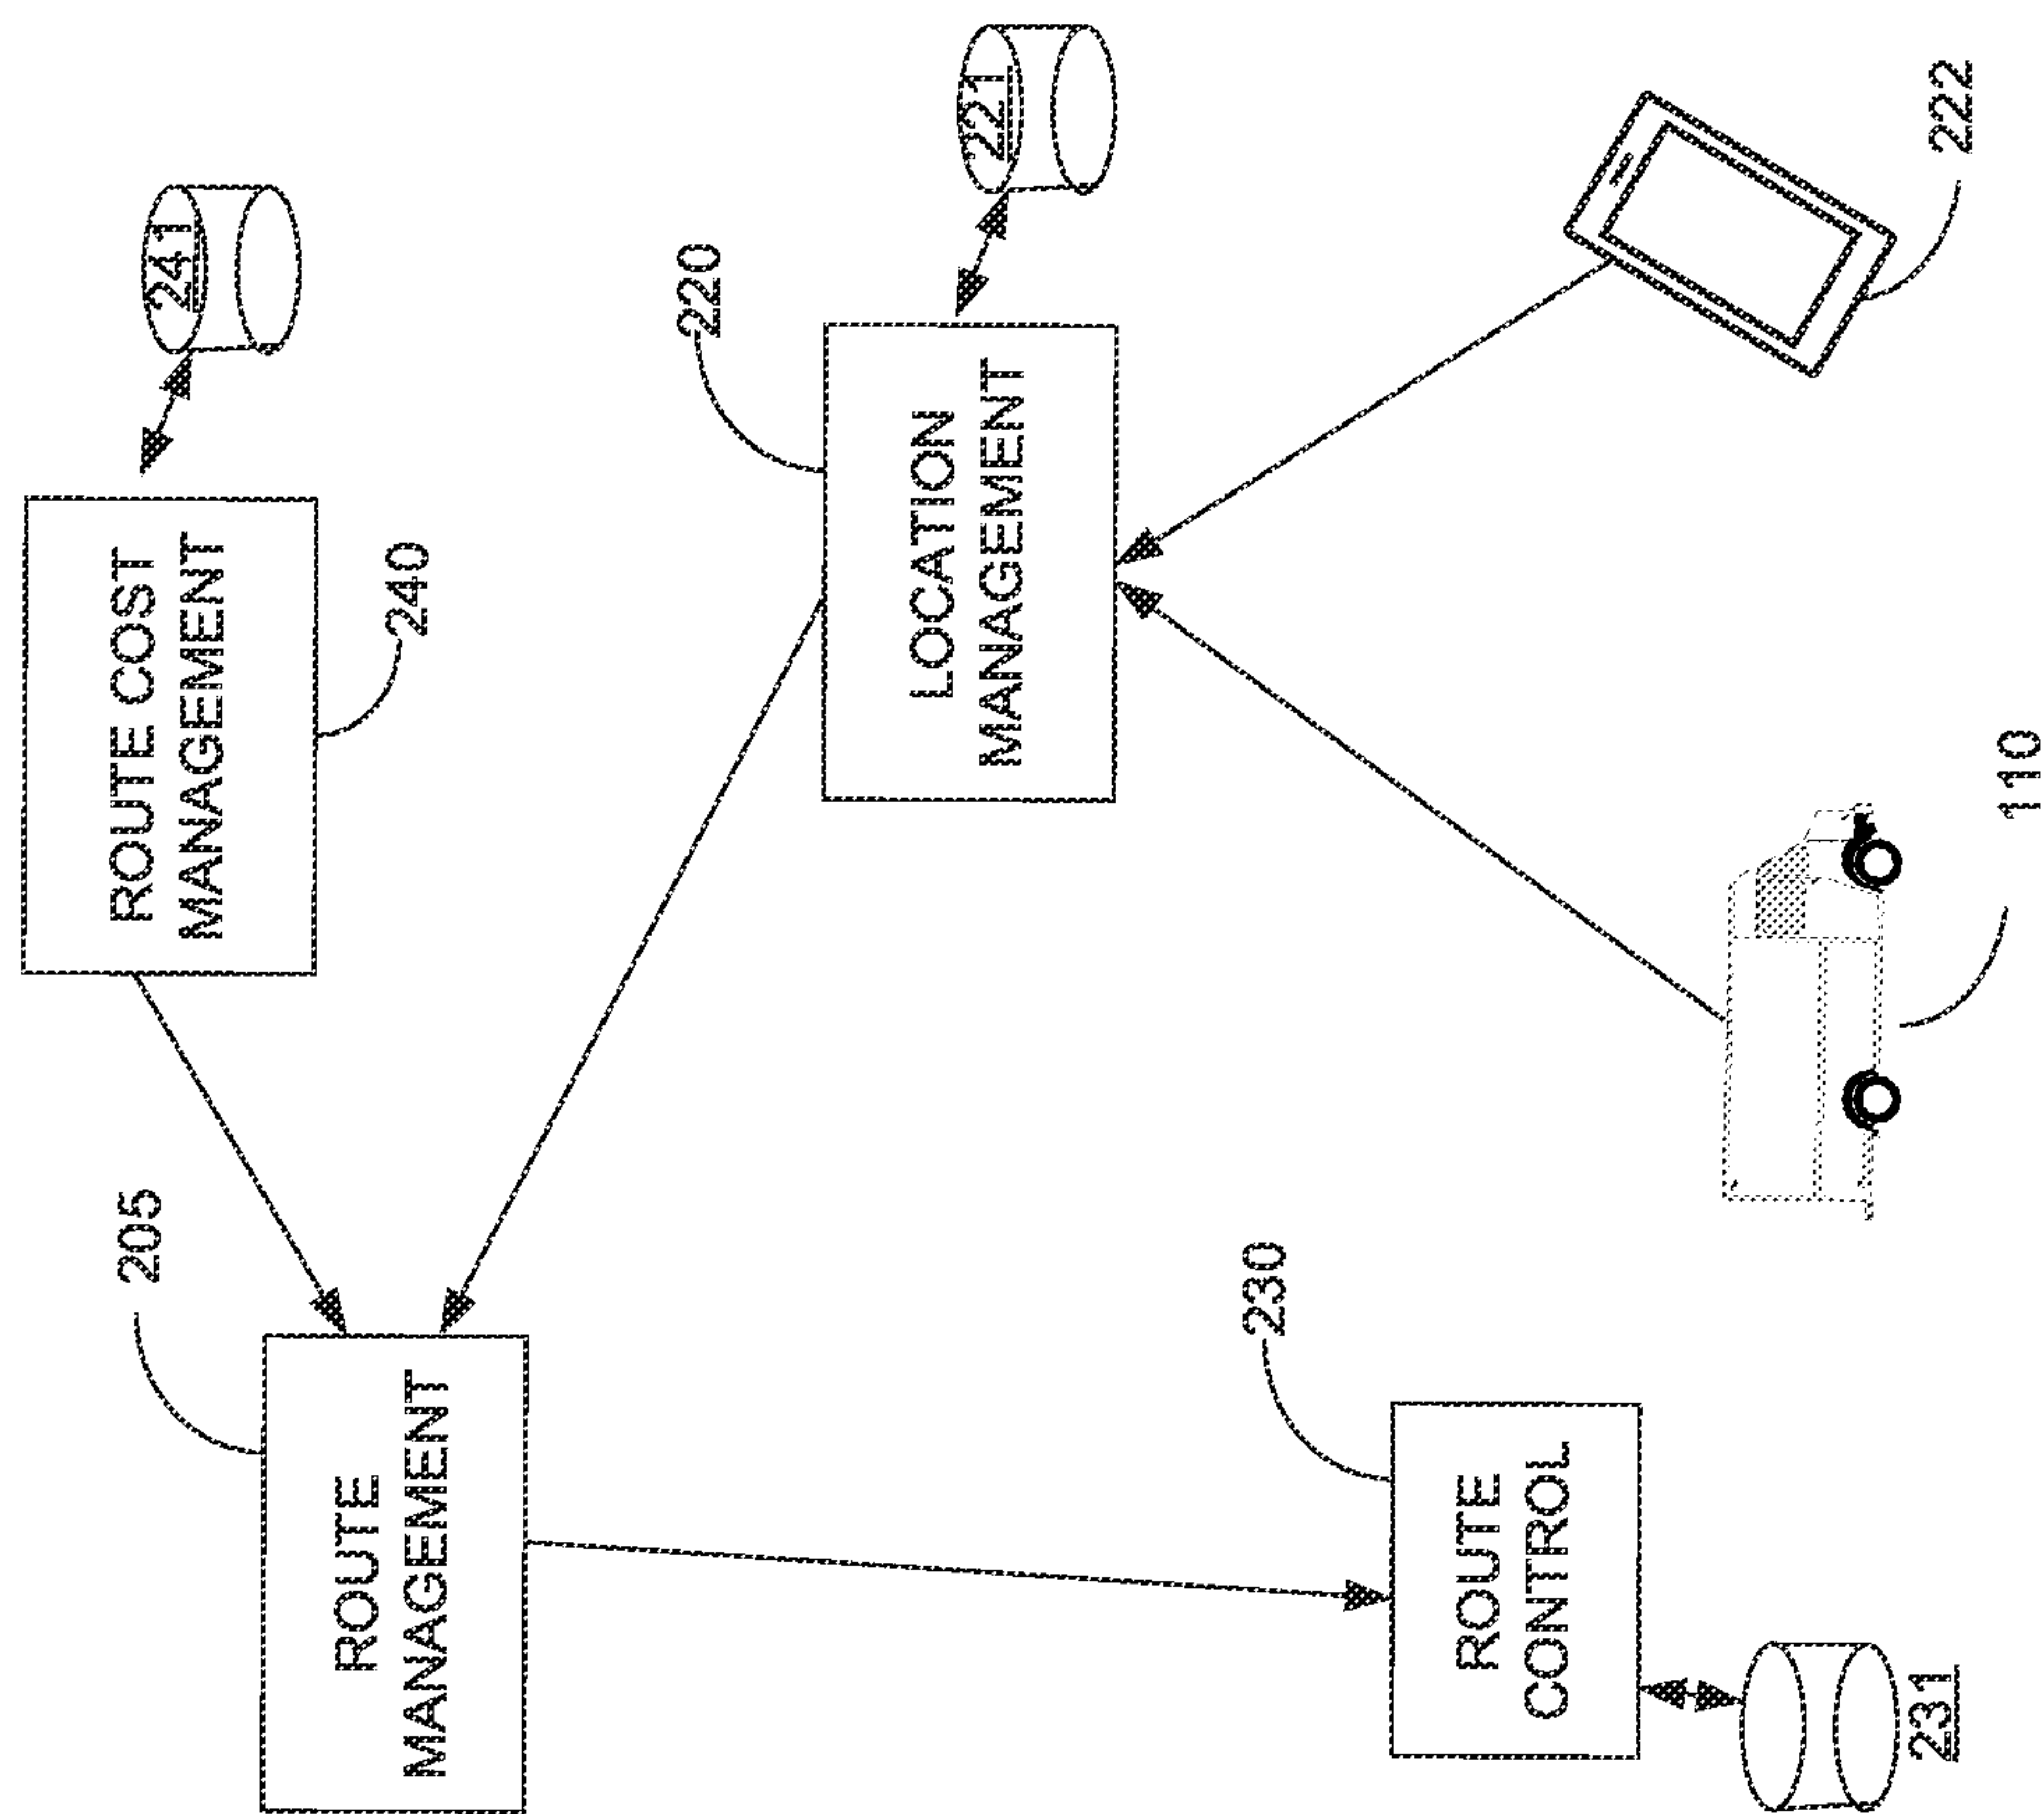 241
ROUTE COST
MANAGEMENT
240
221
220
LOCATION
MANAGEMENT
222
110
205
ROUTE
MANAGEMENT
230
ROUTE
CONTROL
231